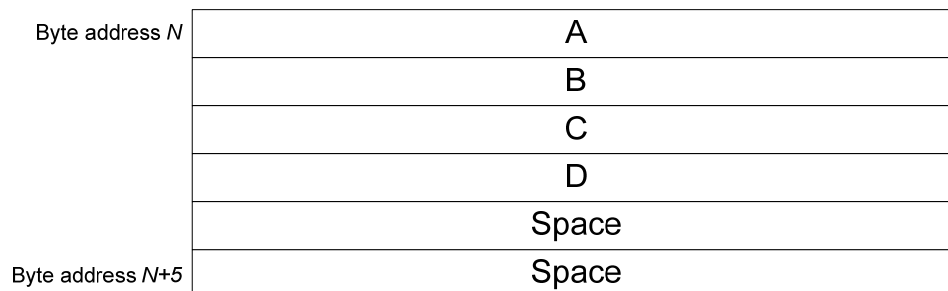 Byte address N A
B
C
D
Space
Byte address N+5 Space